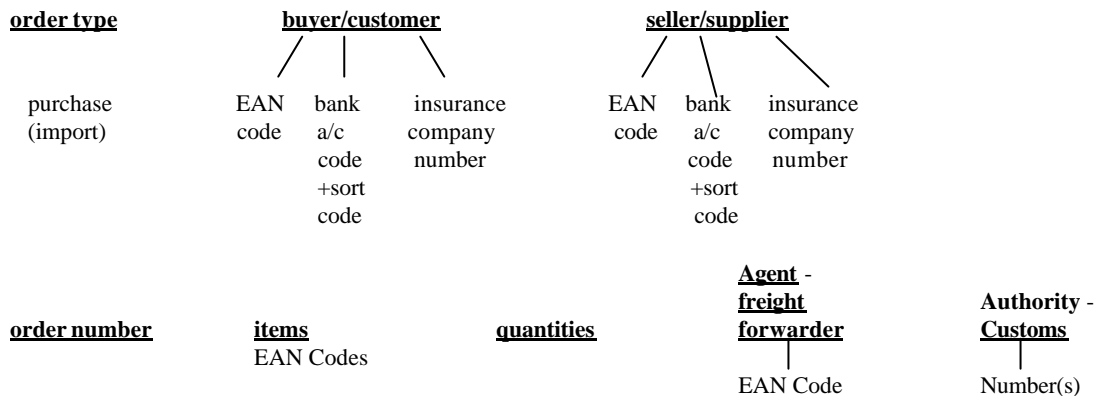 order type buyer/customer seller/supplier
purchase EAN bank insurance EAN bank insurance
(import) code a/c company code a/c company
code number code number
+sort +sort
code code
Agent -
freight Authority -
order number items quantities forwarder Customs
EAN Codes
EAN Code Number(s)